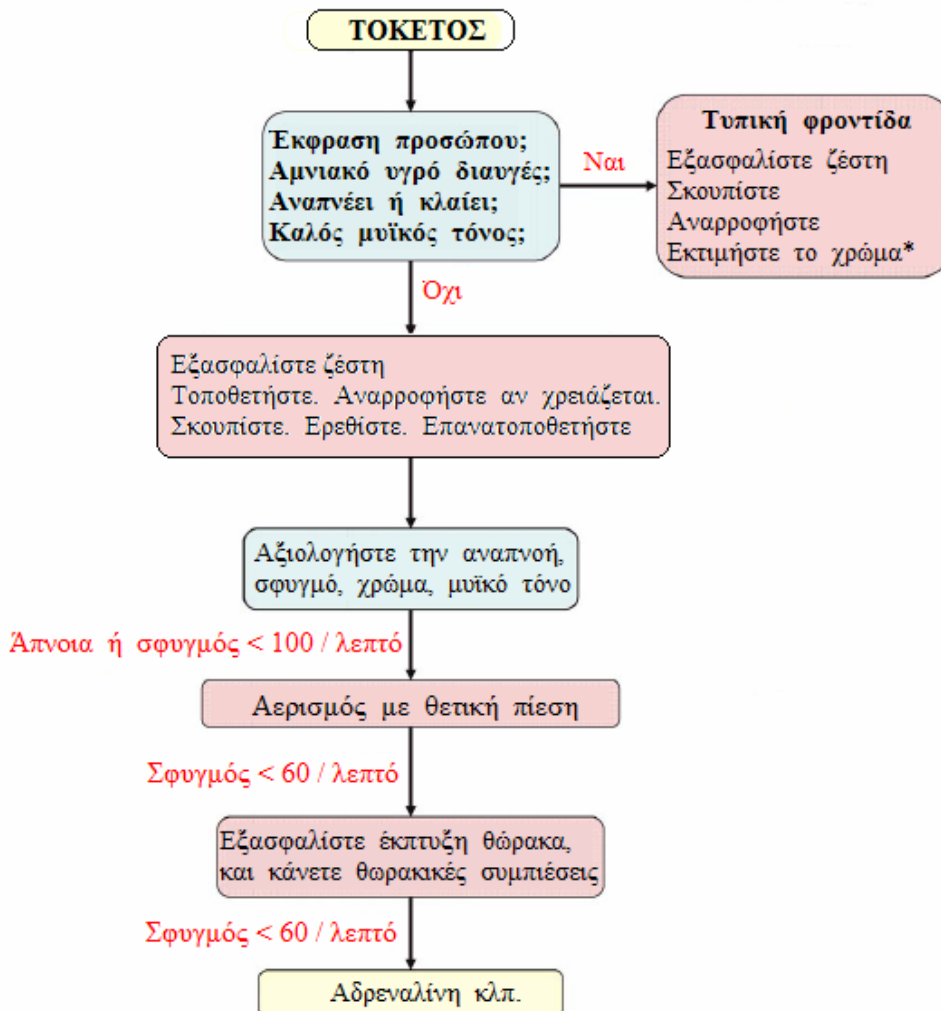 ΤΟΚΕΤΟΣ
Έκφραση προσώπου;
Αμνιακό υγρό διαυγές;
Αναπνέει ή κλαίει;
Καλός μυϊκός τόνος;
Ναι
Τυπική φροντίδα
Εξασφαλίστε ζέστη
Σκουπίστε
Αναρροφήστε
Εκτιμήστε το χρώμα*
Όχι
Εξασφαλίστε ζέστη
Τοποθετήστε. Αναρροφήστε αν χρειάζεται.
Σκουπίστε. Ερεθίστε. Επανατοποθετήστε
Αξιολογήστε την αναπνοή,
σφυγμό, χρώμα, μυϊκό τόνο
Άπνοια ή σφυγμός < 100 / λεπτό
Αερισμός με θετική πίεση
Σφυγμός < 60 / λεπτό
Εξασφαλίστε έκπτυξη θώρακα,
και κάνετε θωρακικές συμπιέσεις
Σφυγμός < 60 / λεπτό
Αδρεναλίνη κλπ.